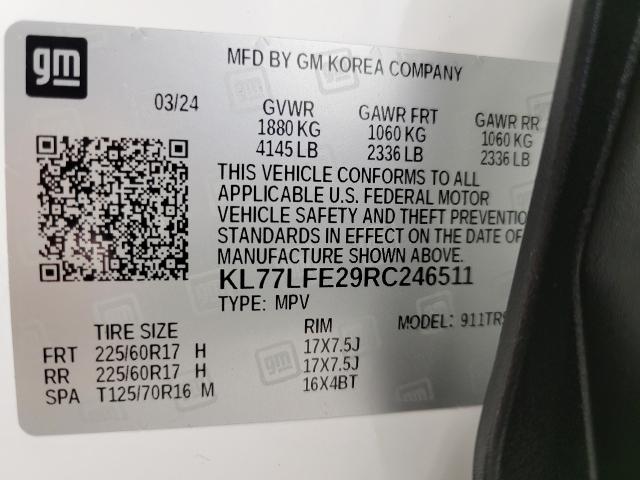 gm
MFD BY GM KOREA COMPANY
03/24 GVWR GAWR FRT GAWR RR
1880 KG 1060 KG 1060 KG
4145 LB 2336 LB 2336 LB
THIS VEHICLE CONFORMS TO ALL
APPLICABLE U.S. FEDERAL MOTOR
VEHICLE SAFETY AND THEFT PREVENTIO
STANDARDS IN EFFECT ON THE DATE OF
MANUFACTURE SHOWN ABOVE.
KL77LFE29RC246511
TYPE: MPV
TIRE SIZE RIM MODEL: 911TR
FRT 225/60R17 H 17X7.5J
RR 225/60R17 H 17X7.5J
SPA T125/70R16 M 16X4BT